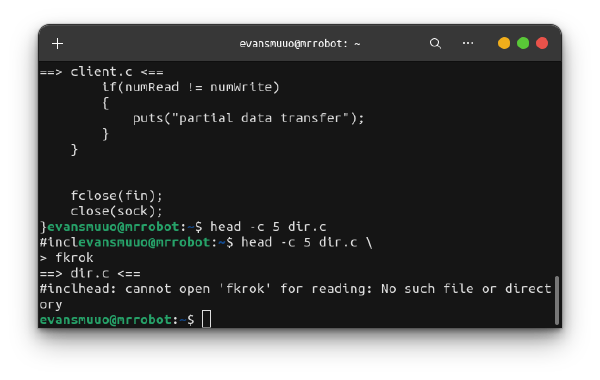 evansmuuo@mrrobot: ~
==> client.c <==
        if(numRead != numWrite)
        {
            puts("partial data transfer");
        }
    }
    fclose(fin);
    close(sock);
}evansmuuo@mrrobot:~$ head -c 5 dir.c
#inclevansmuuo@mrrobot:~$ head -c 5 dir.c \
> fkrok
==> dir.c <==
#inclhead: cannot open 'fkrok' for reading: No such file or direct
ory
evansmuuo@mrrobot:~$